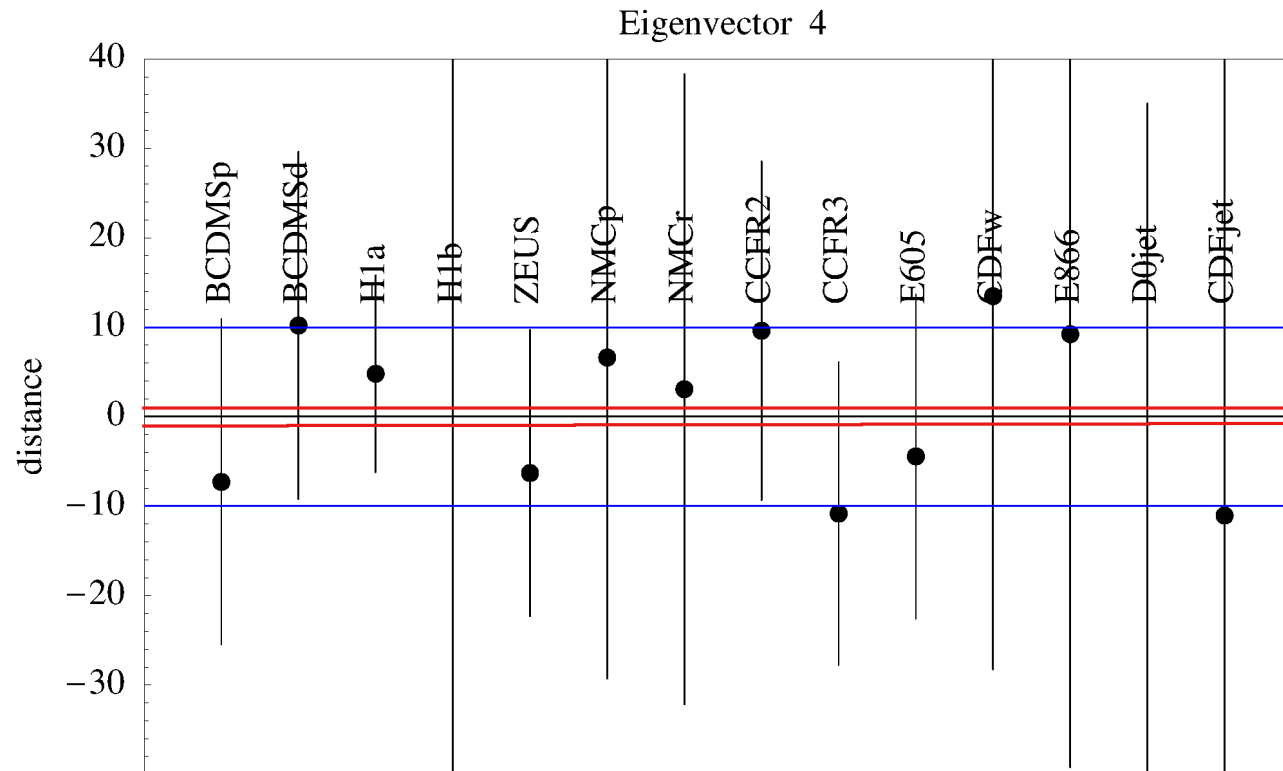 Eigenvector 4
40
30
20
10
0
−10
−20
−30
distance
BCDMSp
BCDMSd
H1a
H1b
ZEUS
NMCp
NMCr
CCFR2
CCFR3
E605
CDFw
E866
D0jet
CDFjet